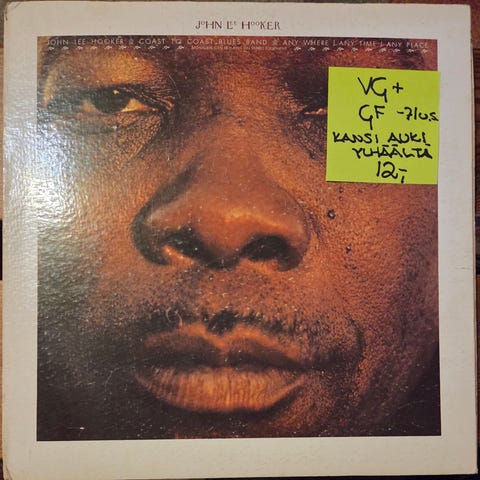 JOHN LEE HOOKER
JOHN LEE HOOKER & COAST TO COAST BLUES BAND & ANY WHERE | ANY TIME | ANY PLACE
VG+
GF -71 US
KANSI AUKI
YLHÄÄLTÄ
12,-